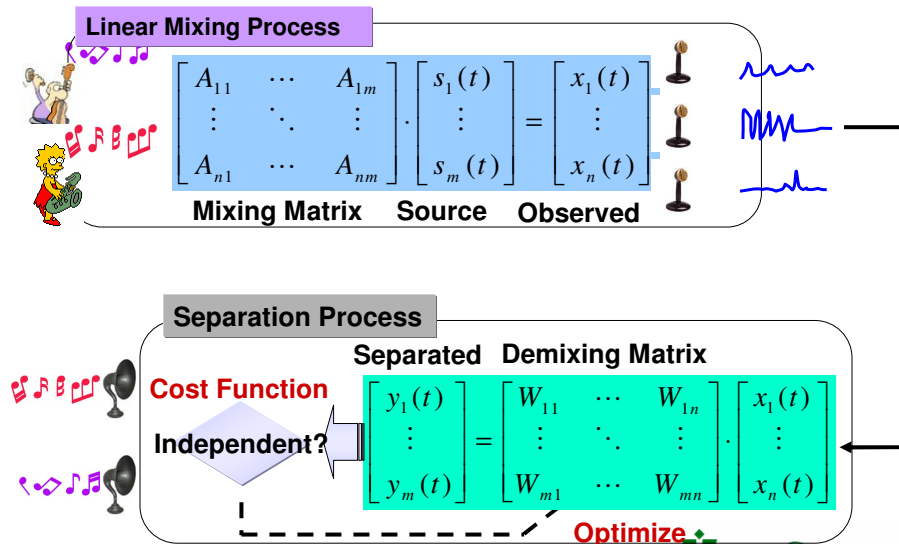 Linear Mixing Process
[A₁₁ ⋯ A₁ₘ] [s₁(t)] [x₁(t)]
[⋮ ⋱ ⋮] · [⋮] = [⋮]
[Aₙ₁ ⋯ Aₙₘ] [sₘ(t)] [xₙ(t)]
Mixing Matrix Source Observed
Separation Process
Separated Demixing Matrix
Cost Function
Independent?
[y₁(t)] [W₁₁ ⋯ W₁ₙ] [x₁(t)]
[⋮] = [⋮ ⋱ ⋮] · [⋮]
[yₘ(t)] [Wₘ₁ ⋯ Wₘₙ] [xₙ(t)]
Optimize